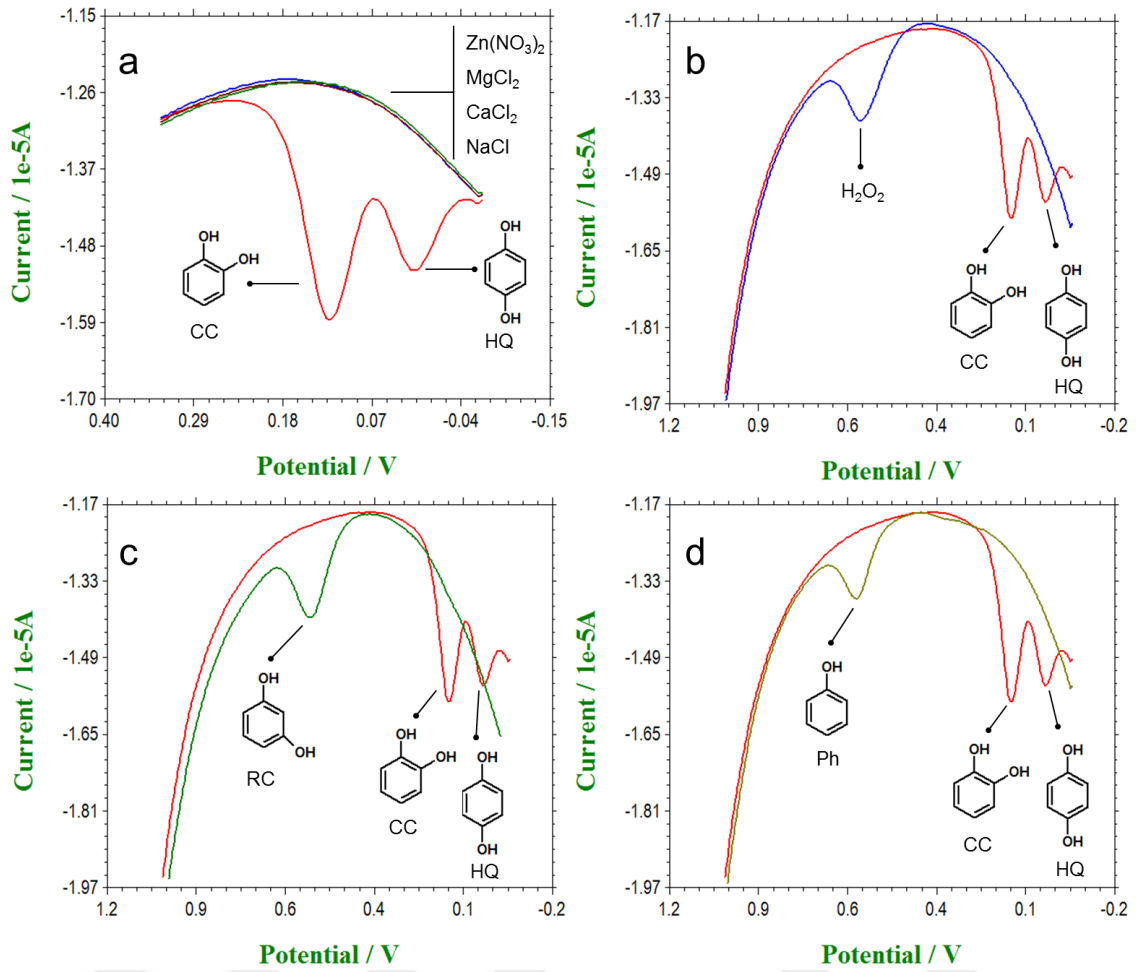 a
-1.15
-1.26
-1.37
-1.48
-1.59
-1.70
Current / 1e-5A
Zn(NO₃)₂
MgCl₂
CaCl₂
NaCl
OH
OH
CC
OH
OH
HQ
0.40
0.29
0.18
0.07
-0.04
-0.15
Potential / V
b
-1.17
-1.33
-1.49
-1.65
-1.81
-1.97
Current / 1e-5A
H₂O₂
OH
OH
CC
OH
OH
HQ
1.2
0.9
0.6
0.4
0.1
-0.2
Potential / V
c
-1.17
-1.33
-1.49
-1.65
-1.81
-1.97
Current / 1e-5A
OH
OH
RC
OH
OH
CC
OH
OH
HQ
1.2
0.9
0.6
0.4
0.1
-0.2
Potential / V
d
-1.17
-1.33
-1.49
-1.65
-1.81
-1.97
Current / 1e-5A
OH
Ph
OH
OH
CC
OH
OH
HQ
1.2
0.9
0.6
0.4
0.1
-0.2
Potential / V